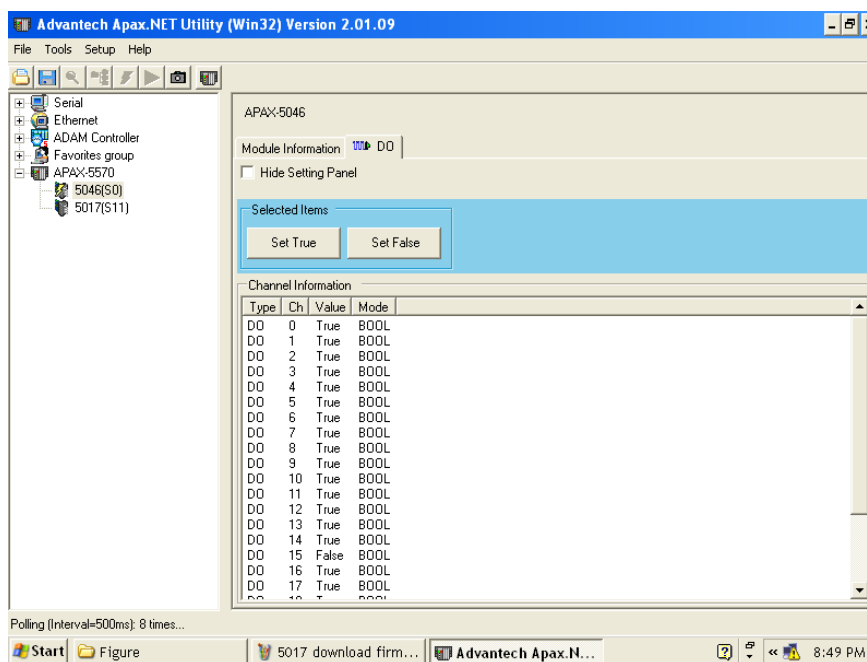 Advantech Apax.NET Utility (Win32) Version 2.01.09
File Tools Setup Help
Serial
Ethernet
ADAM Controller
Favorites group
APAX-5570
5046(S0)
5017(S11)
APAX-5046
Module Information DO
Hide Setting Panel
Selected Items
Set True Set False
Channel Information
Type Ch Value Mode
DO 0 True BOOL
DO 1 True BOOL
DO 2 True BOOL
DO 3 True BOOL
DO 4 True BOOL
DO 5 True BOOL
DO 6 True BOOL
DO 7 True BOOL
DO 8 True BOOL
DO 9 True BOOL
DO 10 True BOOL
DO 11 True BOOL
DO 12 True BOOL
DO 13 True BOOL
DO 14 True BOOL
DO 15 False BOOL
DO 16 True BOOL
DO 17 True BOOL
Polling (Interval=500ms): 8 times...
Start Figure 5017 download firm... Advantech Apax.N... 8:49 PM